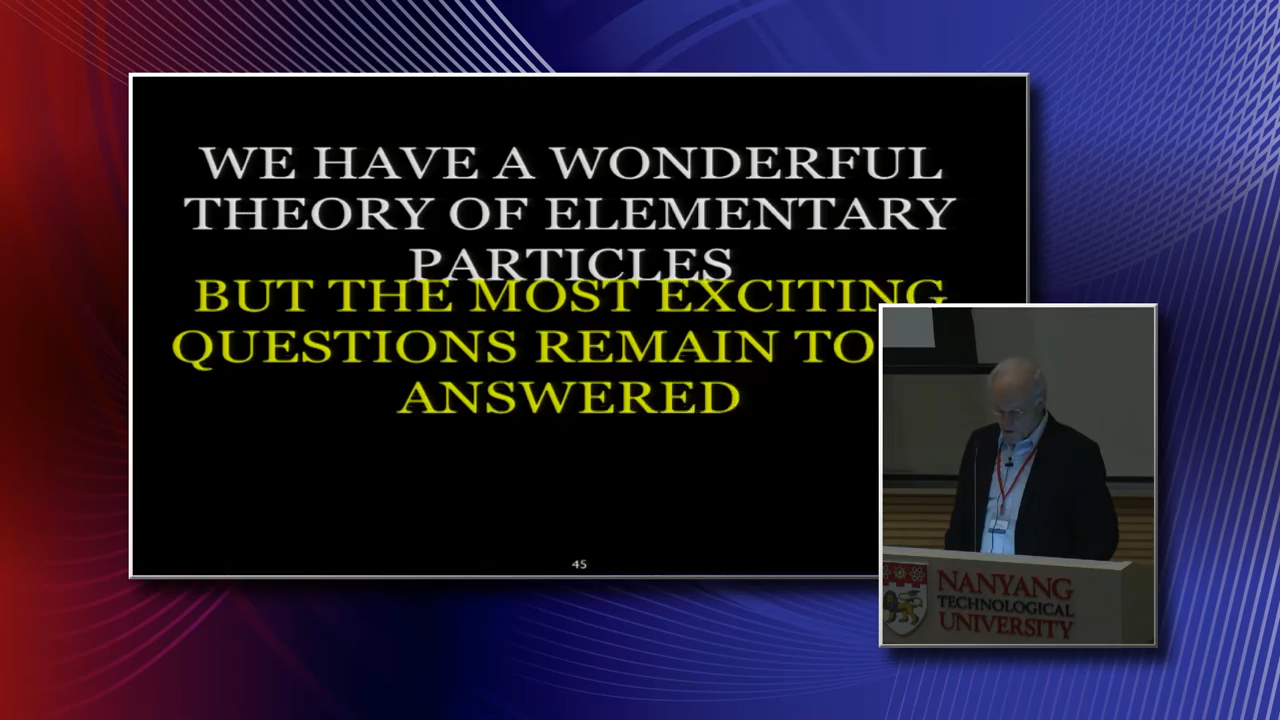 WE HAVE A WONDERFUL
THEORY OF ELEMENTARY
PARTICLES
BUT THE MOST EXCITING
QUESTIONS REMAIN TO
ANSWERED
45
NANYANG
TECHNOLOGICAL
UNIVERSITY